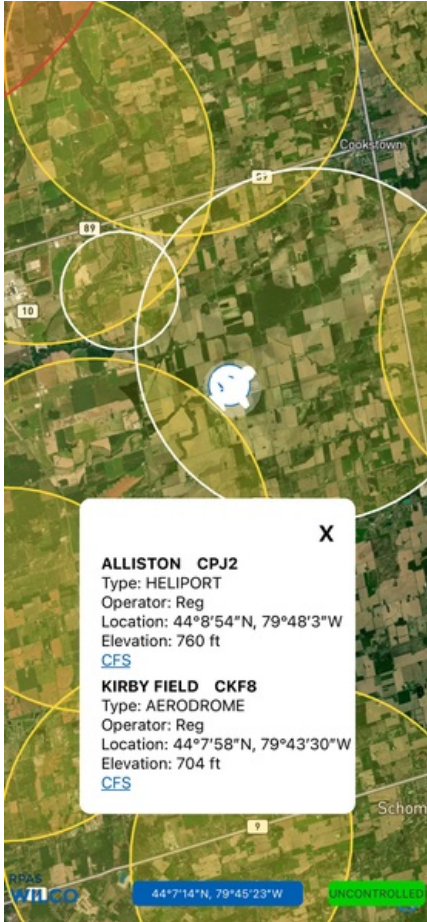 Cookstown
89
89
10
X
ALLISTON CPJ2
Type: HELIPORT
Operator: Reg
Location: 44°8'54"N, 79°48'3"W
Elevation: 760 ft
CFS
KIRBY FIELD CKF8
Type: AERODROME
Operator: Reg
Location: 44°7'58"N, 79°43'30"W
Elevation: 704 ft
CFS
Schom
9
RPAS
WILCO
44°7'14"N, 79°45'23"W
UNCONTROLLED